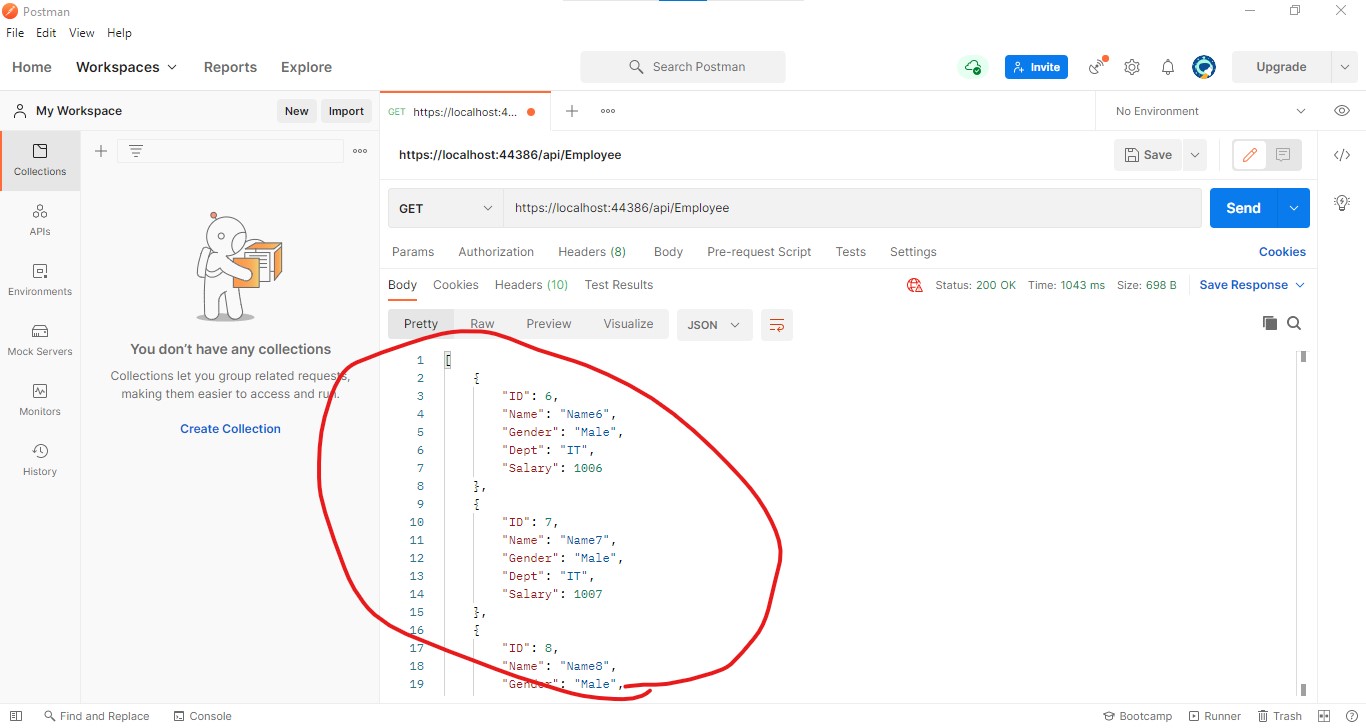 Postman
File Edit View Help
Home Workspaces Reports Explore Search Postman Invite Upgrade
My Workspace New Import GET https://localhost:4... No Environment
https://localhost:44386/api/Employee Save
Collections
APIs
Environments
Mock Servers
Monitors
History
You don't have any collections
Collections let you group related requests,
making them easier to access and run.
Create Collection
GET https://localhost:44386/api/Employee Send
Params Authorization Headers (8) Body Pre-request Script Tests Settings Cookies
Body Cookies Headers (10) Test Results Status: 200 OK Time: 1043 ms Size: 698 B Save Response
Pretty Raw Preview Visualize JSON
1 [
2 {
3 "ID": 6,
4 "Name": "Name6",
5 "Gender": "Male",
6 "Dept": "IT",
7 "Salary": 1006
8 },
9 {
10 "ID": 7,
11 "Name": "Name7",
12 "Gender": "Male",
13 "Dept": "IT",
14 "Salary": 1007
15 },
16 {
17 "ID": 8,
18 "Name": "Name8",
19 "Gender": "Male",
Find and Replace Console Bootcamp Runner Trash